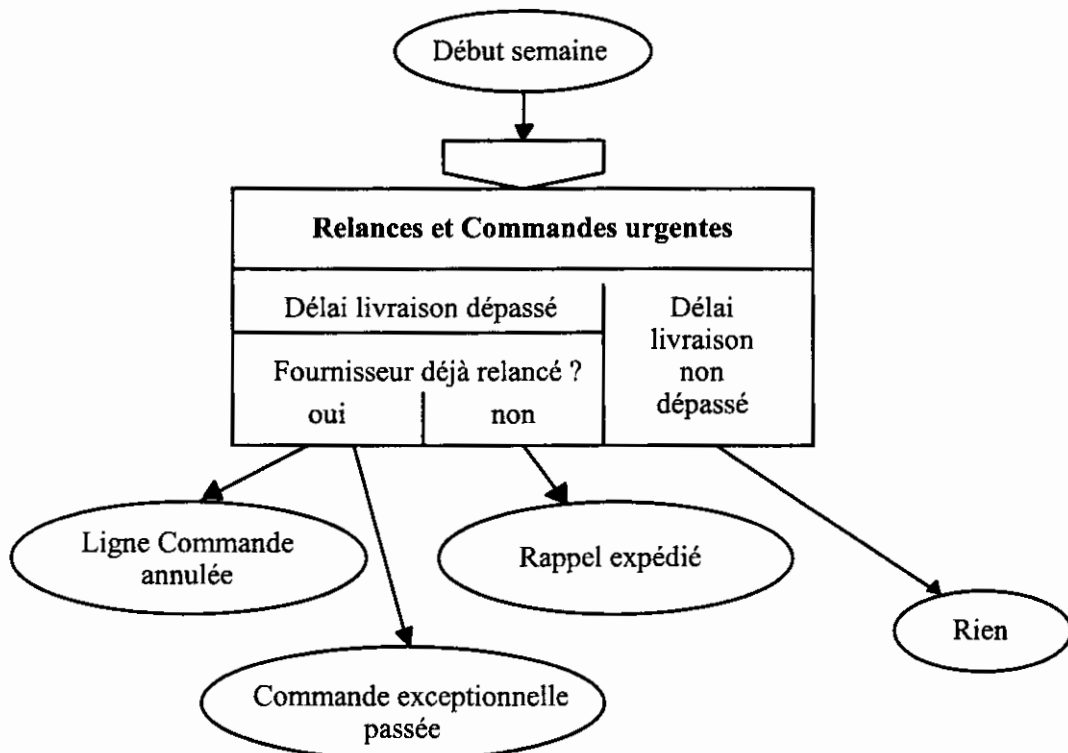 Début semaine
Relances et Commandes urgentes
Délai livraison dépassé
Délai
livraison
non
dépassé
Fournisseur déjà relancé ?
oui
non
Ligne Commande
annulée
Rappel expédié
Rien
Commande exceptionnelle
passée